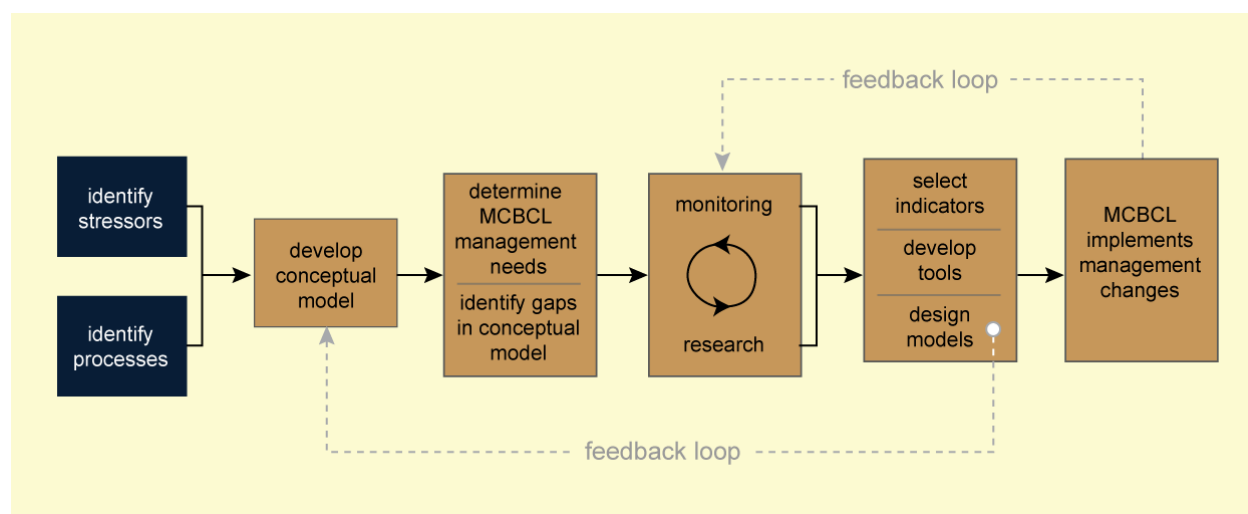 feedback loop
identify
stressors
identify
processes
develop
conceptual
model
determine
MCBCL
management
needs
identify gaps
in conceptual
model
monitoring
research
select
indicators
develop
tools
design
models
MCBCL
implements
management
changes
feedback loop